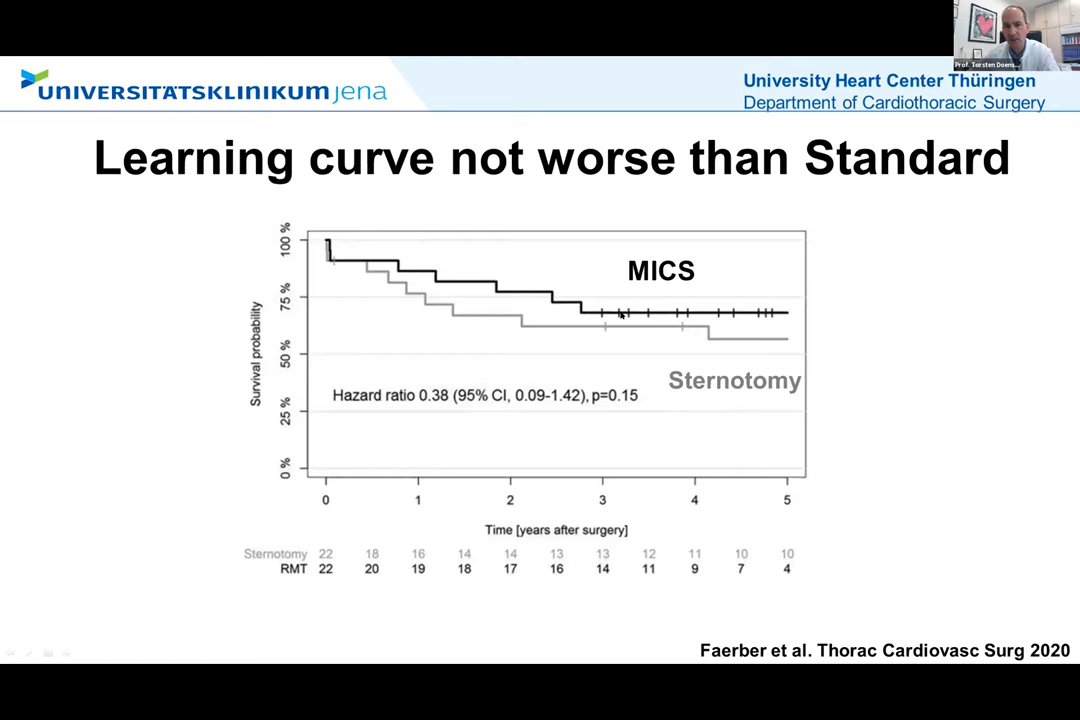 Prof. Torsten Doens...
UNIVERSITÄTSKLINIKUM jena
University Heart Center Thüringen
Department of Cardiothoracic Surgery
Learning curve not worse than Standard
100 %
75 %
50 %
25 %
0 %
Survival probability
MICS
Sternotomy
Hazard ratio 0.38 (95% CI, 0.09-1.42), p=0.15
0 1 2 3 4 5
Time [years after surgery]
Sternotomy 22 18 16 14 14 13 13 12 11 10 10
RMT 22 20 19 18 17 16 14 11 9 7 4
Faerber et al. Thorac Cardiovasc Surg 2020